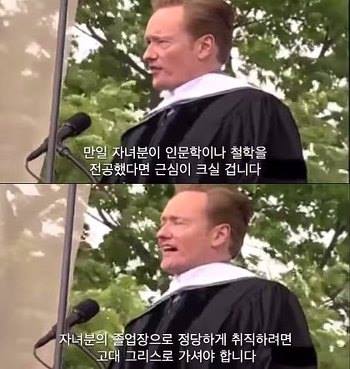 만일 자녀분이 인문학이나 철학을
전공했다면 근심이 크실 겁니다
자녀분의 졸업장으로 정당하게 취직하려면
고대 그리스로 가셔야 합니다